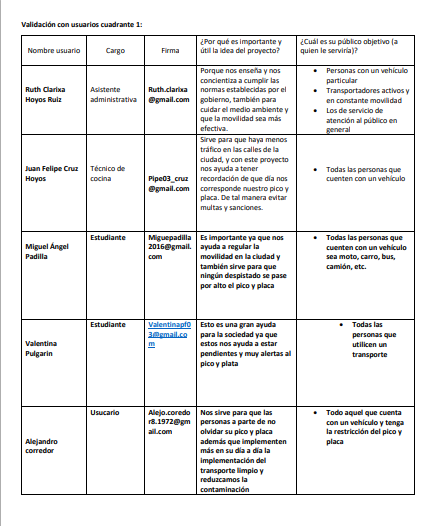 Validación con usuarios cuadrante 1:
Nombre usuario
Cargo
Firma
¿Por qué es importante y
útil la idea del proyecto?
¿Cuál es su público objetivo (a
quien le serviría)?
Ruth Clarixa
Hoyos Ruiz
Asistente
administrativa
Ruth.clarixa
@gmail.com
Porque nos enseña y nos
concientiza a cumplir las
normas establecidas por el
gobierno, también para
cuidar el medio ambiente y
que la movilidad sea más
efectiva.
• Personas con un vehículo
particular
• Transportadores activos y
en constante movilidad
• Los de servicio de
atención al público en
general
Juan Felipe Cruz
Hoyos
Técnico de
cocina
Pipe03_cruz
@gmail.com
Sirve para que haya menos
tráfico en las calles de la
ciudad, y con este proyecto
nos ayuda a tener
recordación de que día nos
corresponde nuestro pico y
placa. De tal manera evitar
multas y sanciones.
• Todas las personas que
cuenten con un vehículo
Miguel Ángel
Padilla
Estudiante
Miguepadilla
2016@gmail.
com
Es importante ya que nos
ayuda a regular la
movilidad en la ciudad y
también sirve para que
ningún despistado se pase
por alto el pico y placa
• Todas las personas que
cuenten con un vehículo
sea moto, carro, bus,
camión, etc.
Valentina
Pulgarin
Estudiante
Valentinapf0
3@gmail.co
m
Esto es una gran ayuda
para la sociedad ya que
estos nos ayuda a estar
pendientes y muy alertas al
pico y plata
• Todas las
personas que
utilicen un
transporte
Alejandro
corredor
Usucario
Alejo.coredo
r8.1972@gm
ail.com
Nos sirve para que las
personas a parte de no
olvidar su pico y placa
además que implementen
más en su día a día la
implementación del
transporte limpio y
reduzcamos la
contaminación
• Todo aquel que cuenta
con un vehículo y tenga
la restricción del pico y
placa